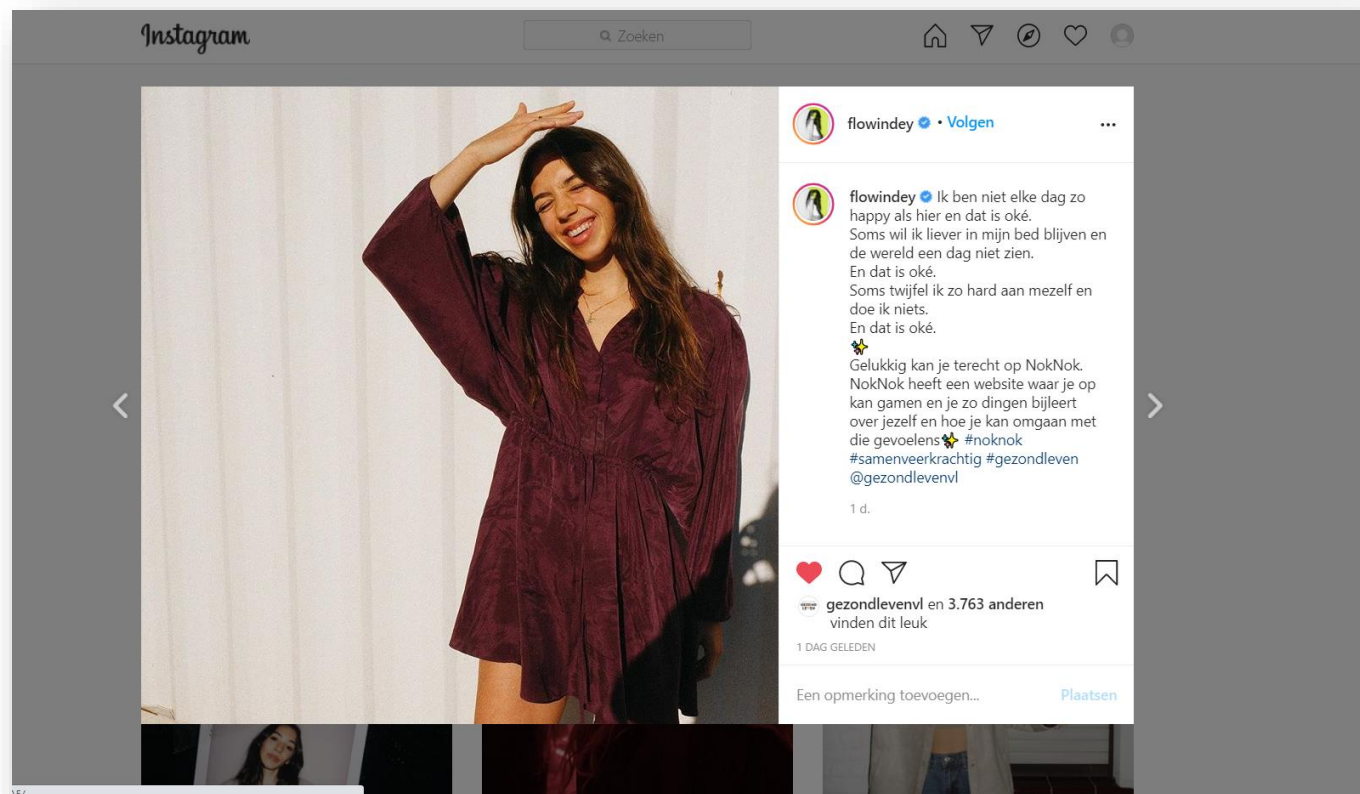 Instagram
Zoeken
flowindey • Volgen
flowindey Ik ben niet elke dag zo
happy als hier en dat is oké.
Soms wil ik liever in mijn bed blijven en
de wereld een dag niet zien.
En dat is oké.
Soms twijfel ik zo hard aan mezelf en
doe ik niets.
En dat is oké.
✨
Gelukkig kan je terecht op NokNok.
NokNok heeft een website waar je op
kan gamen en je zo dingen bijleert
over jezelf en hoe je kan omgaan met
die gevoelens✨ #noknok
#samenveerkrachtig #gezondleven
@gezondlevenvl
1 d.
gezondlevenvl en 3.763 anderen
vinden dit leuk
1 DAG GELEDEN
Een opmerking toevoegen... Plaatsen